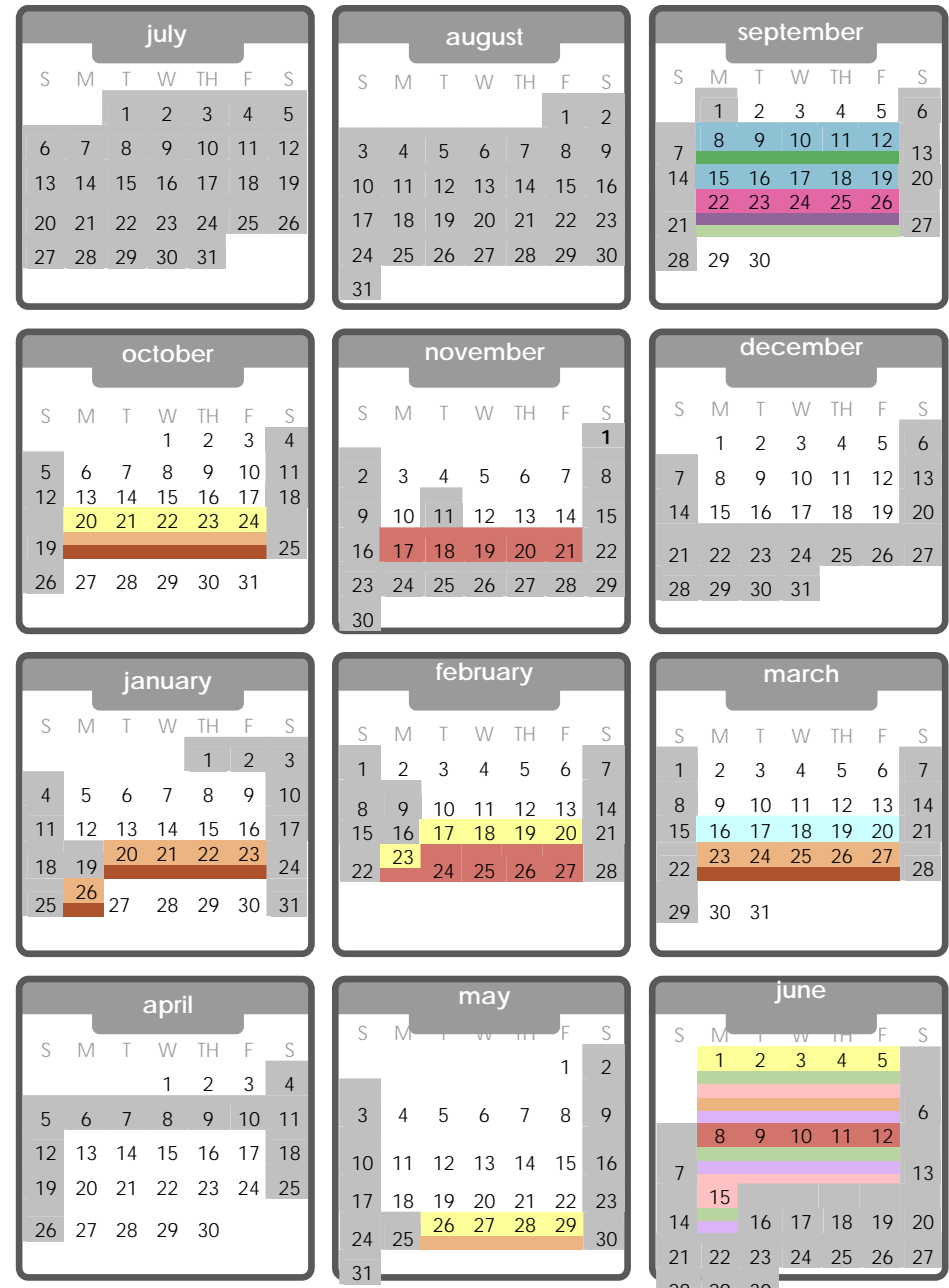 july
S M T W TH F S
1 2 3 4 5
6 7 8 9 10 11 12
13 14 15 16 17 18 19
20 21 22 23 24 25 26
27 28 29 30 31
august
S M T W TH F S
1 2
3 4 5 6 7 8 9
10 11 12 13 14 15 16
17 18 19 20 21 22 23
24 25 26 27 28 29 30
31
september
S M T W TH F S
1 2 3 4 5 6
7 8 9 10 11 12 13
14 15 16 17 18 19 20
21 22 23 24 25 26 27
28 29 30
october
S M T W TH F S
1 2 3 4
5 6 7 8 9 10 11
12 13 14 15 16 17 18
19 20 21 22 23 24 25
26 27 28 29 30 31
november
S M T W TH F S
1
2 3 4 5 6 7 8
9 10 11 12 13 14 15
16 17 18 19 20 21 22
23 24 25 26 27 28 29
30
december
S M T W TH F S
1 2 3 4 5 6
7 8 9 10 11 12 13
14 15 16 17 18 19 20
21 22 23 24 25 26 27
28 29 30 31
january
S M T W TH F S
1 2 3
4 5 6 7 8 9 10
11 12 13 14 15 16 17
18 19 20 21 22 23 24
25 26 27 28 29 30 31
february
S M T W TH F S
1 2 3 4 5 6 7
8 9 10 11 12 13 14
15 16 17 18 19 20 21
22 23 24 25 26 27 28
march
S M T W TH F S
1 2 3 4 5 6 7
8 9 10 11 12 13 14
15 16 17 18 19 20 21
22 23 24 25 26 27 28
29 30 31
april
S M T W TH F S
1 2 3 4
5 6 7 8 9 10 11
12 13 14 15 16 17 18
19 20 21 22 23 24 25
26 27 28 29 30
may
S M T W TH F S
1 2
3 4 5 6 7 8 9
10 11 12 13 14 15 16
17 18 19 20 21 22 23
24 25 26 27 28 29 30
31
june
S M T W TH F S
1 2 3 4 5 6
7 8 9 10 11 12 13
14 15 16 17 18 19 20
21 22 23 24 25 26 27
28 29 30